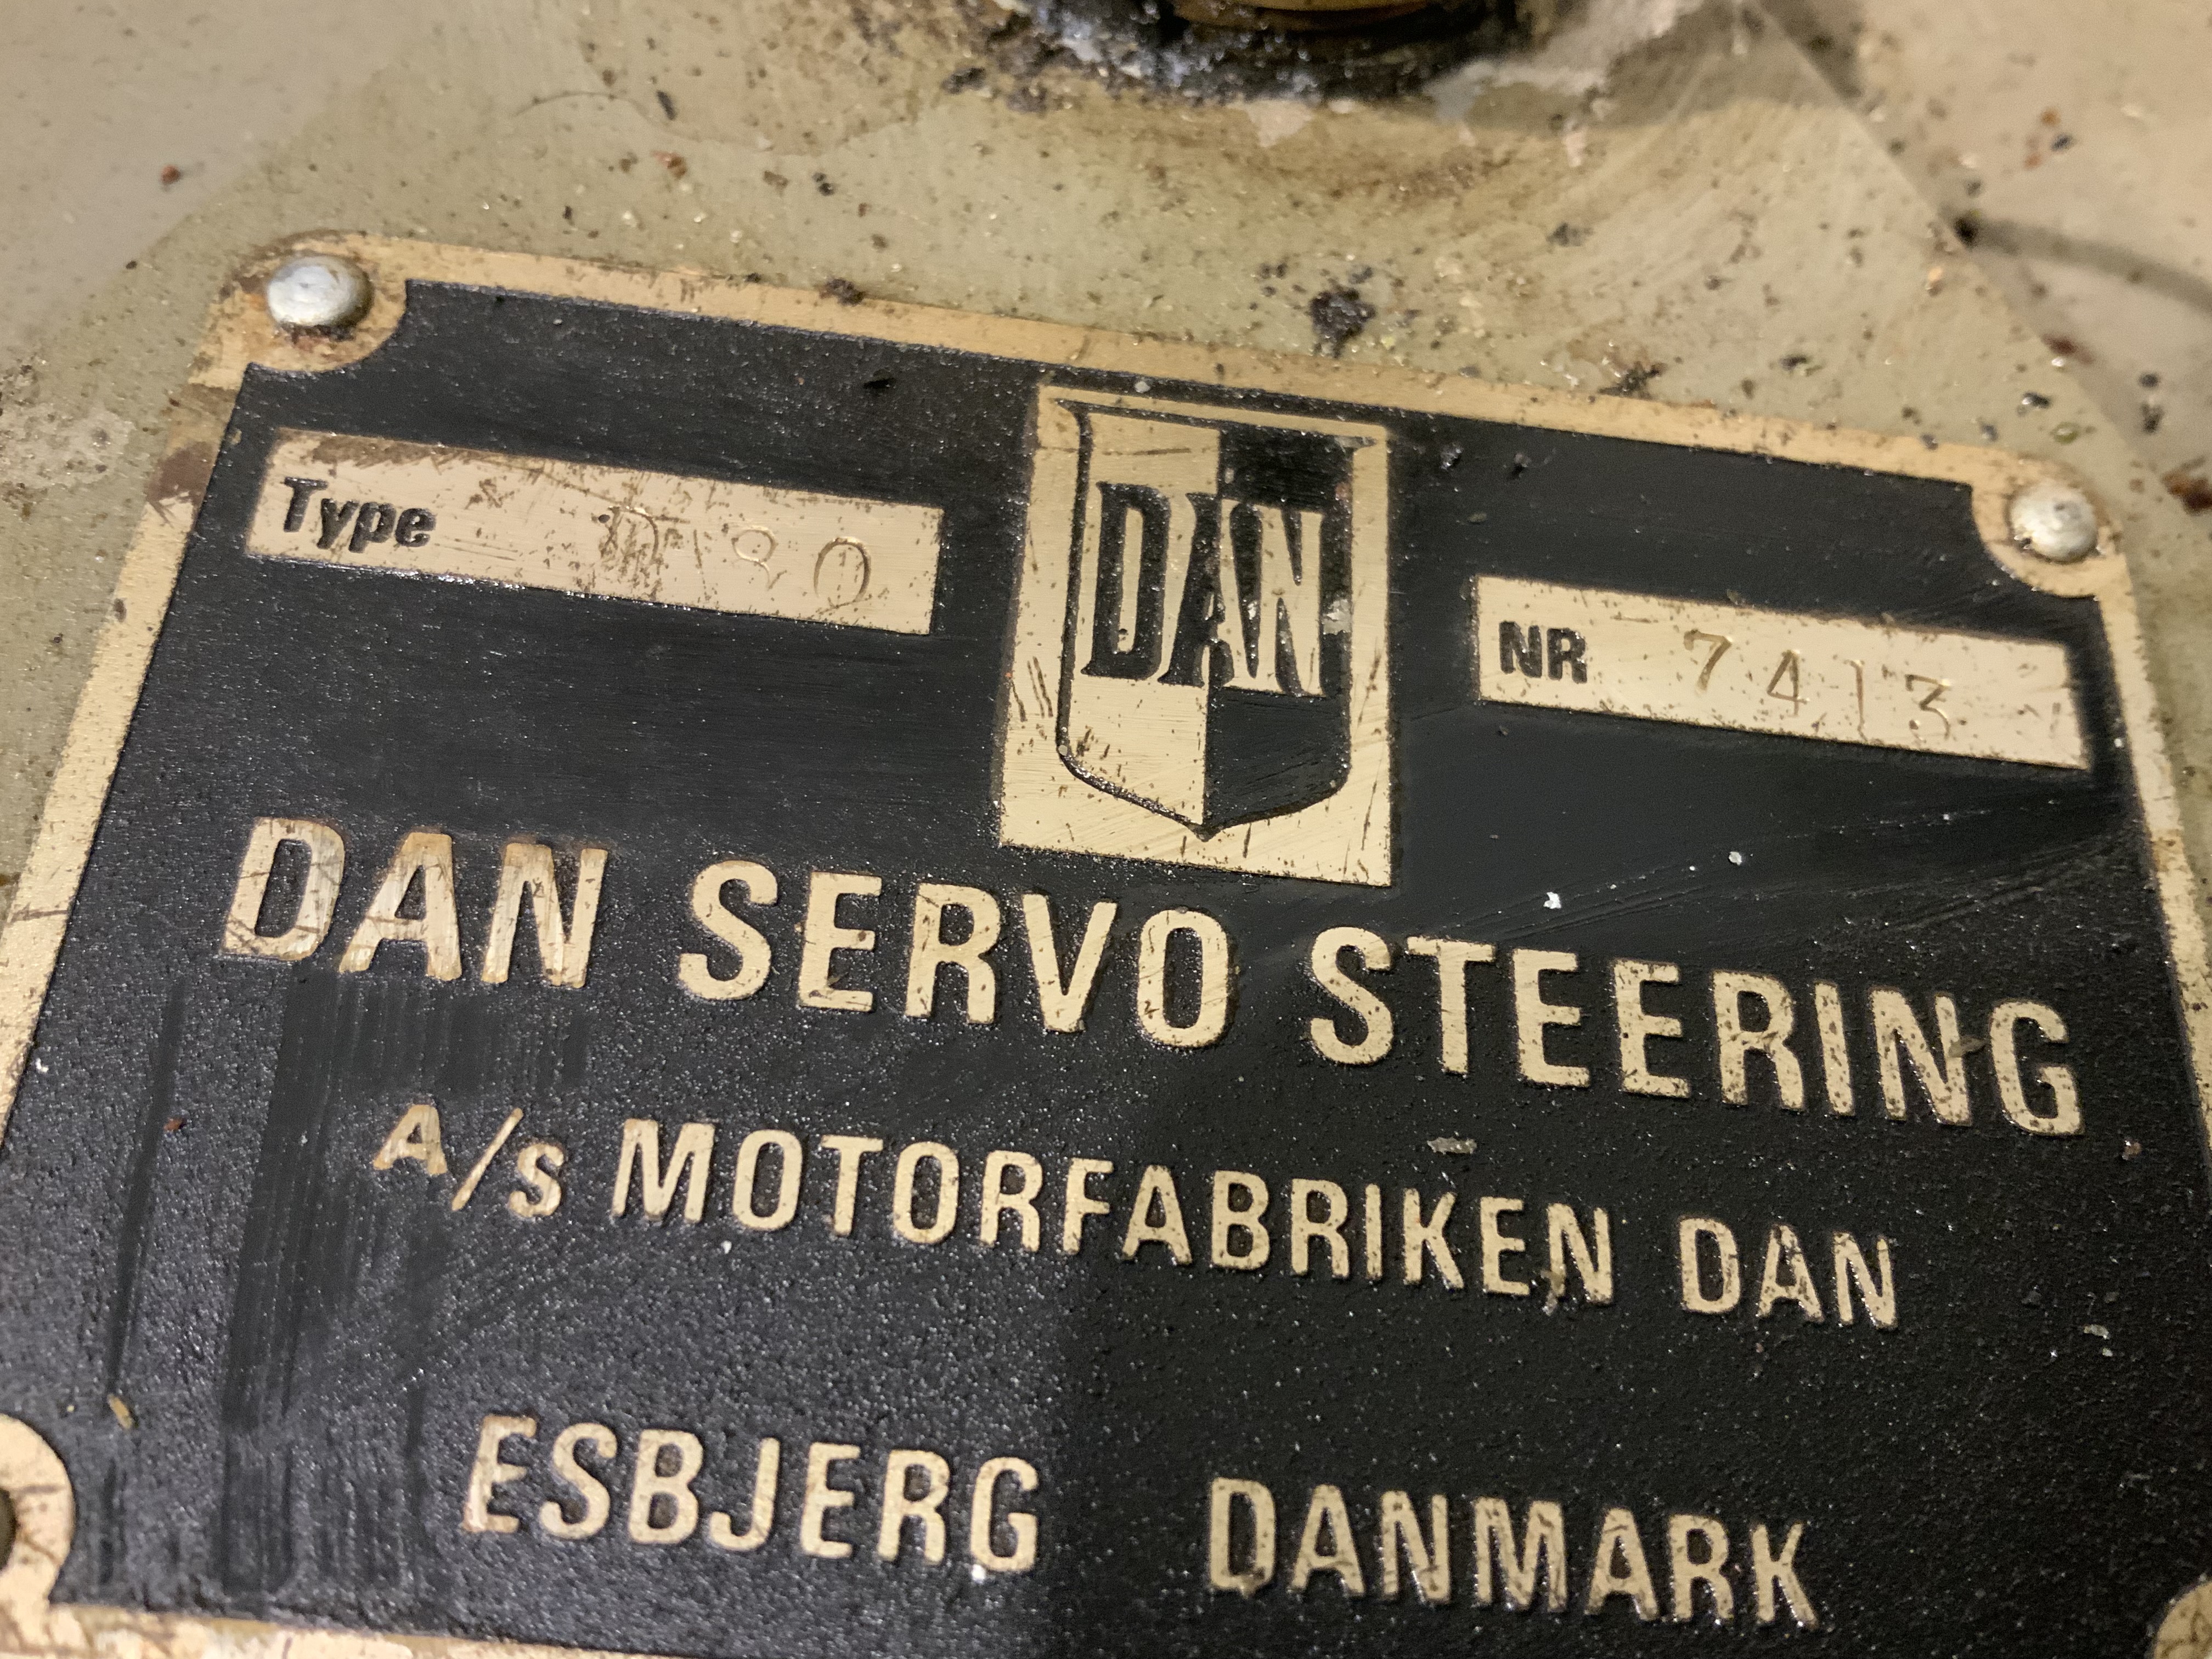 Type
DAN
NR 7413
DAN SERVO STEERING
A/S MOTORFABRIKEN DAN
ESBJERG DANMARK